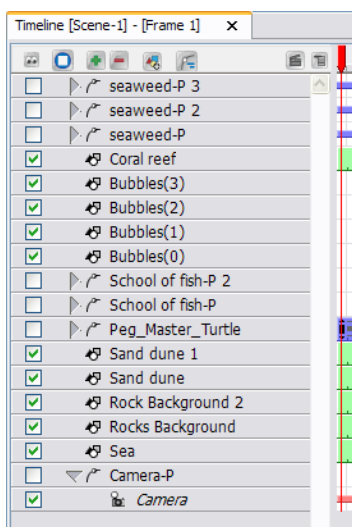 Timeline [Scene-1] - [Frame 1] x
seaweed-P 3
seaweed-P 2
seaweed-P
Coral reef
Bubbles(3)
Bubbles(2)
Bubbles(1)
Bubbles(0)
School of fish-P 2
School of fish-P
Peg_Master_Turtle
Sand dune 1
Sand dune
Rock Background 2
Rocks Background
Sea
Camera-P
Camera